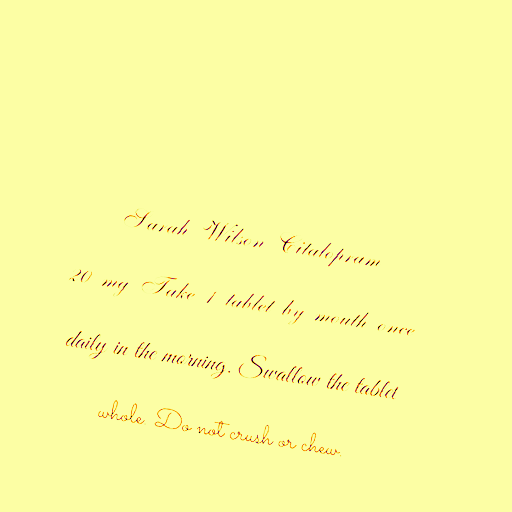 Sarah Wilson Citalopram
20 mg Take 1 tablet by mouth once
daily in the morning. Swallow the tablet
whole. Do not crush or chew.